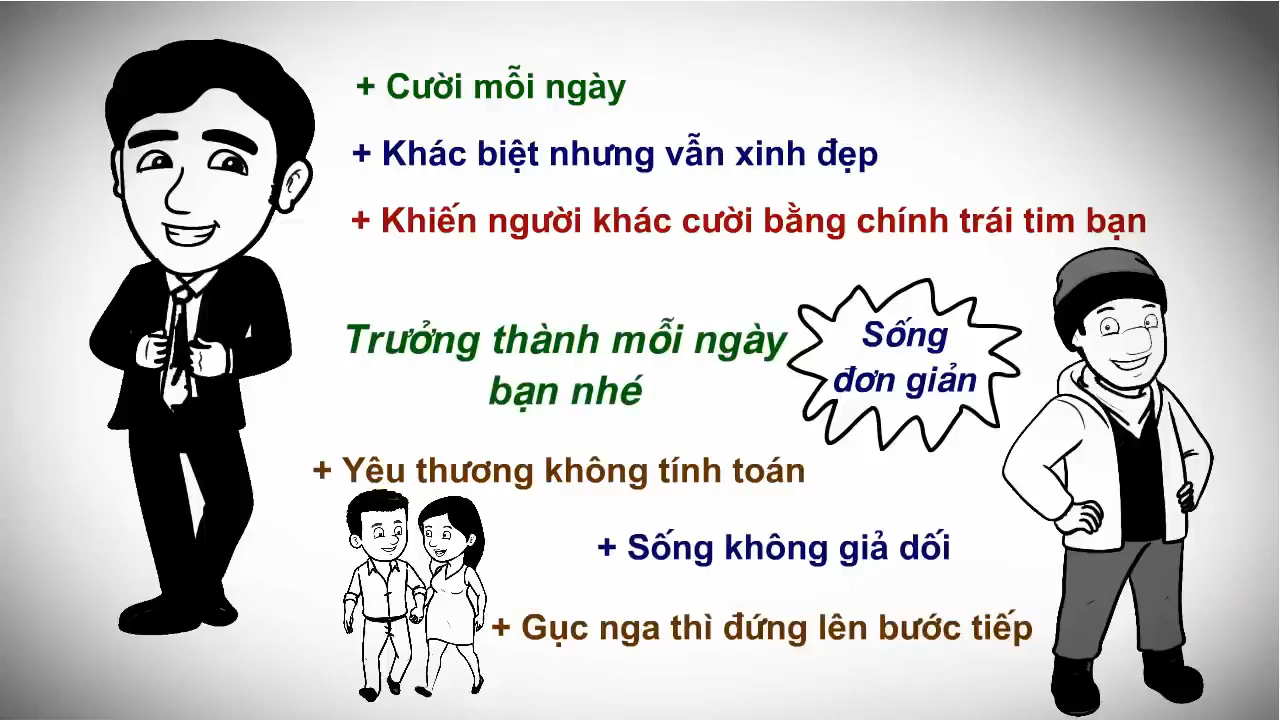 + Cười mỗi ngày
+ Khác biệt nhưng vẫn xinh đẹp
+ Khiến người khác cười bằng chính trái tim bạn
Trưởng thành mỗi ngày
bạn nhé
Sống
đơn giản
+ Yêu thương không tính toán
+ Sống không giả dối
+ Gục nga thì đứng lên bước tiếp